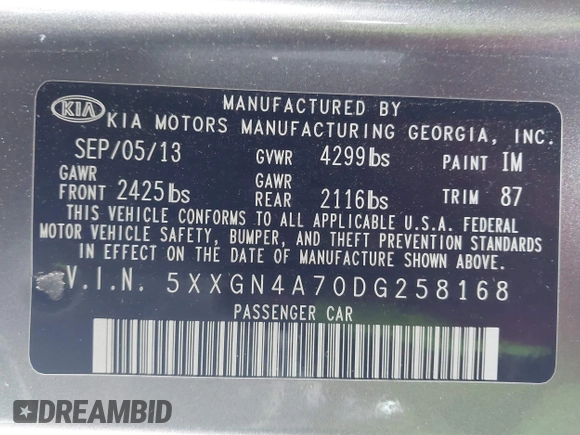 MANUFACTURED BY
KIA KIA MOTORS MANUFACTURING GEORGIA, INC.
SEP/05/13 GVWR 4299lbs PAINT IM
GAWR FRONT 2425lbs GAWR REAR 2116lbs TRIM 87
THIS VEHICLE CONFORMS TO ALL APPLICABLE U.S.A. FEDERAL
MOTOR VEHICLE SAFETY, BUMPER, AND THEFT PREVENTION STANDARDS
IN EFFECT ON THE DATE OF MANUFACTURE SHOWN ABOVE.
V.I.N. 5XXGN4A70DG258168
PASSENGER CAR
DREAMBID